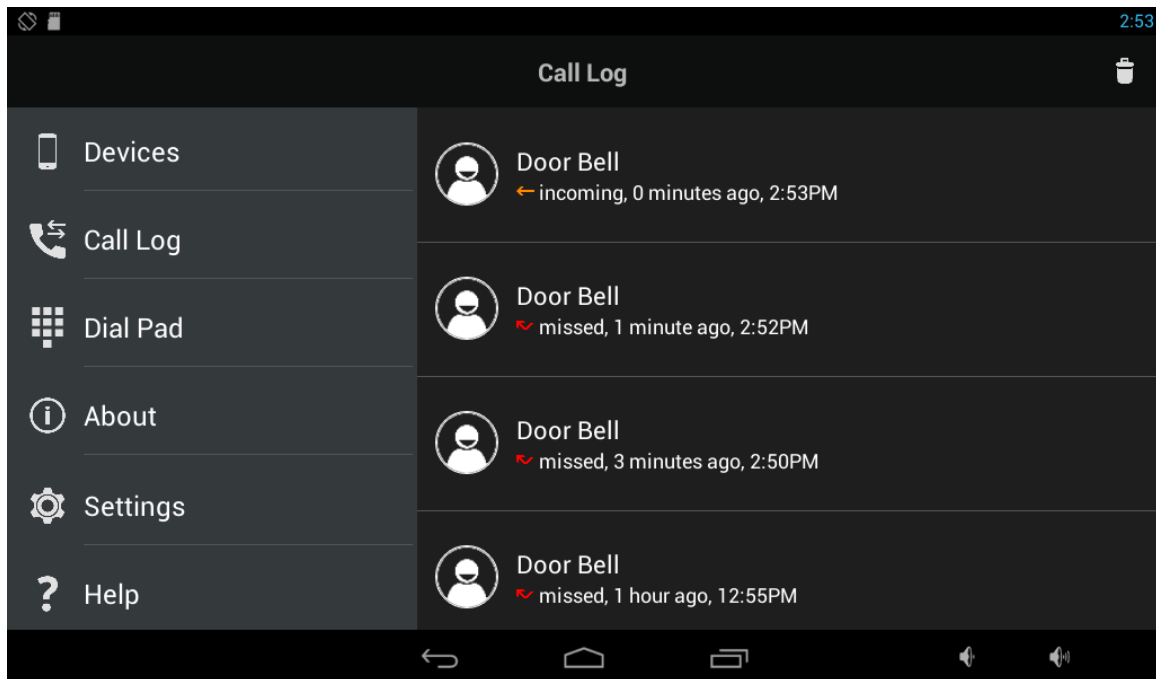 2:53
Call Log
Devices
Call Log
Dial Pad
About
Settings
Help
Door Bell
incoming, 0 minutes ago, 2:53PM
Door Bell
missed, 1 minute ago, 2:52PM
Door Bell
missed, 3 minutes ago, 2:50PM
Door Bell
missed, 1 hour ago, 12:55PM